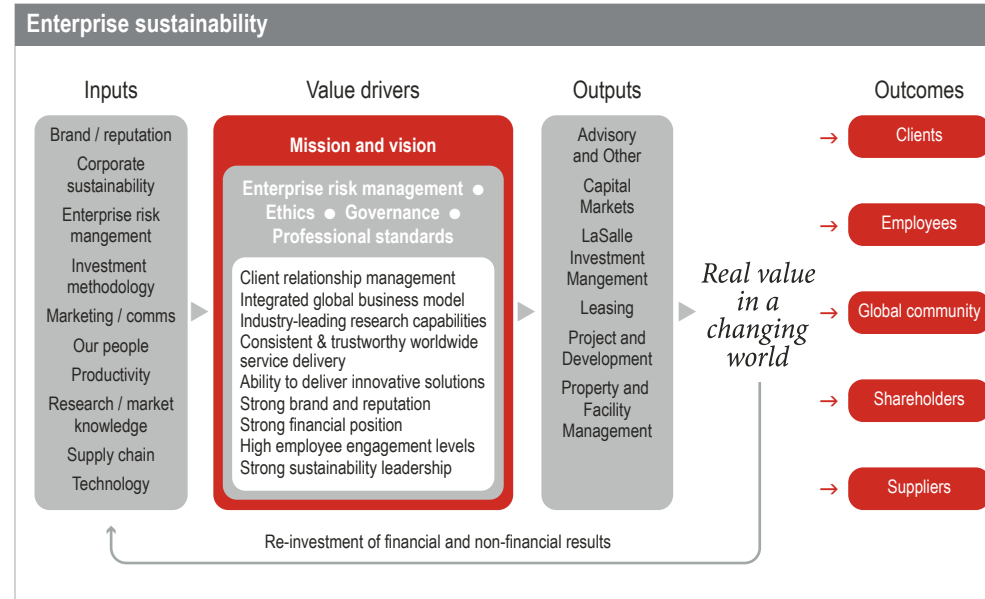 Enterprise sustainability
Inputs
Brand / reputation
Corporate
sustainability
Enterprise risk
mangement
Investment
methodology
Marketing / comms
Our people
Productivity
Research / market
knowledge
Supply chain
Technology
Value drivers
Mission and vision
Enterprise risk management ●
Ethics ● Governance ●
Professional standards
Client relationship management
Integrated global business model
Industry-leading research capabilities
Consistent & trustworthy worldwide
service delivery
Ability to deliver innovative solutions
Strong brand and reputation
Strong financial position
High employee engagement levels
Strong sustainability leadership
Outputs
Advisory
and Other
Capital
Markets
LaSalle
Investment
Mangement
Leasing
Project and
Development
Property and
Facility
Management
Real value
in a
changing
world
Outcomes
→ Clients
→ Employees
→ Global community
→ Shareholders
→ Suppliers
Re-investment of financial and non-financial results